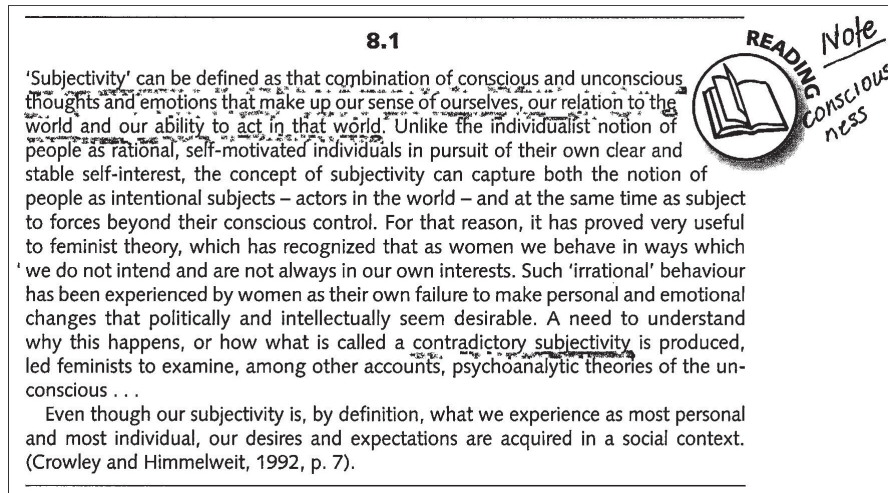 8.1
READING
Note
conscious
ness
'Subjectivity' can be defined as that combination of conscious and unconscious
thoughts and emotions that make up our sense of ourselves, our relation to the
world and our ability to act in that world. Unlike the individualist notion of
people as rational, self-motivated individuals in pursuit of their own clear and
stable self-interest, the concept of subjectivity can capture both the notion of
people as intentional subjects – actors in the world – and at the same time as subject
to forces beyond their conscious control. For that reason, it has proved very useful
to feminist theory, which has recognized that as women we behave in ways which
we do not intend and are not always in our own interests. Such 'irrational' behaviour
has been experienced by women as their own failure to make personal and emotional
changes that politically and intellectually seem desirable. A need to understand
why this happens, or how what is called a contradictory subjectivity is produced,
led feminists to examine, among other accounts, psychoanalytic theories of the un-
conscious . . .
Even though our subjectivity is, by definition, what we experience as most personal
and most individual, our desires and expectations are acquired in a social context.
(Crowley and Himmelweit, 1992, p. 7).